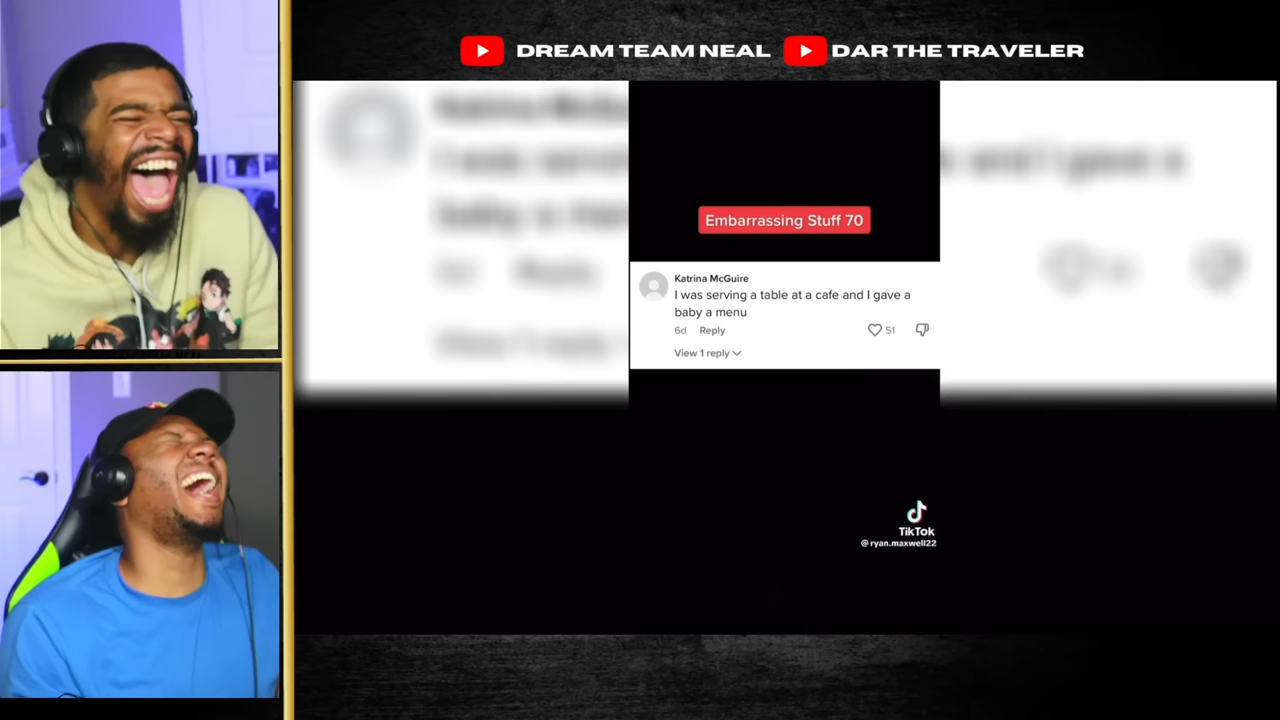 DREAM TEAM NEAL
DAR THE TRAVELER
Embarrassing Stuff 70
Katrina McGuire
I was serving a table at a cafe and I gave a
baby a menu
6d Reply
51
View 1 reply
TikTok
@ryan.maxwell22